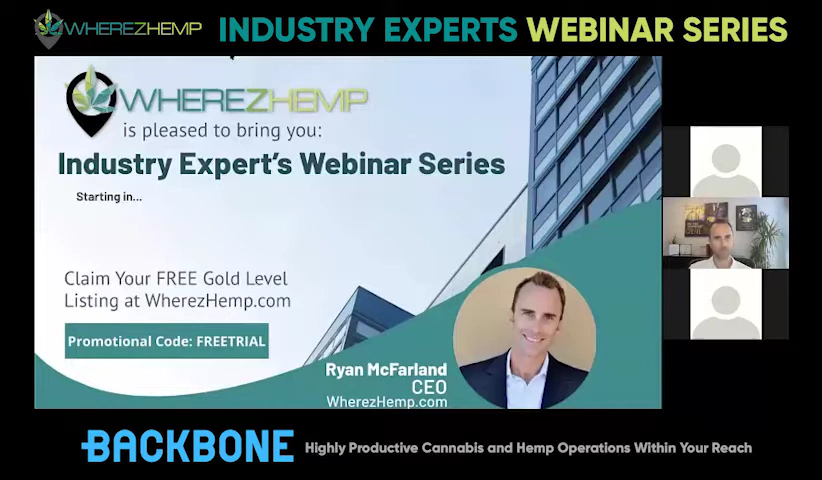 WHEREZHEMP INDUSTRY EXPERTS WEBINAR SERIES
WHEREZHEMP
is pleased to bring you:
Industry Expert's Webinar Series
Starting in...
Claim Your FREE Gold Level
Listing at WherezHemp.com
Promotional Code: FREETRIAL
Ryan McFarland
CEO
WherezHemp.com
BACKBONE Highly Productive Cannabis and Hemp Operations Within Your Reach